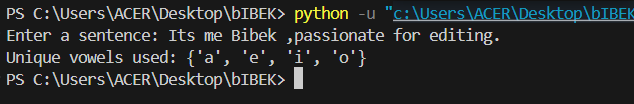 PS C:\Users\ACER\Desktop\bIBEK> python -u "c:\Users\ACER\Desktop\bIBEK
Enter a sentence: Its me Bibek ,passionate for editing.
Unique vowels used: {'a', 'e', 'i', 'o'}
PS C:\Users\ACER\Desktop\bIBEK>